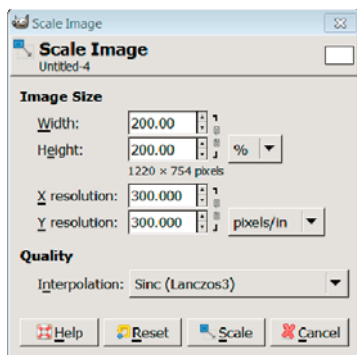 Scale Image
Scale Image
Untitled-4
Image Size
Width: 200.00
Height: 200.00 %
1220 × 754 pixels
X resolution: 300.000
Y resolution: 300.000 pixels/in
Quality
Interpolation: Sinc (Lanczos3)
Help Reset Scale Cancel